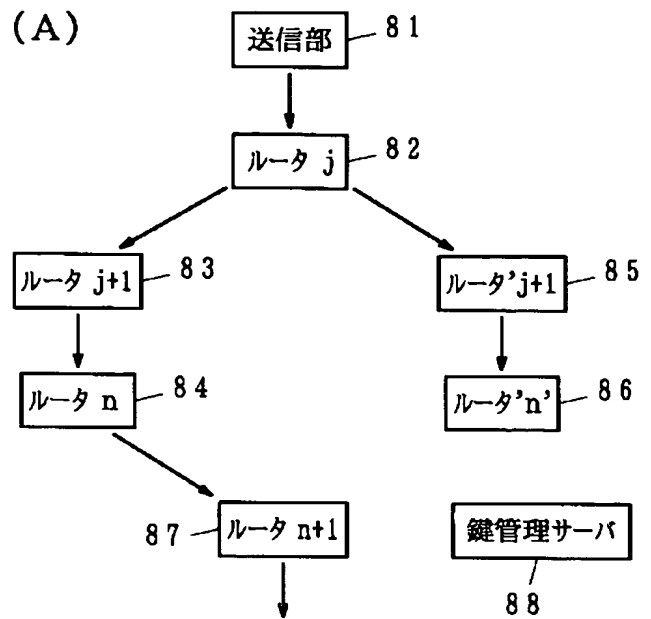 (A)
送信部 81
ルータ j 82
ルータ j+1 83
ルータ'j+1 85
ルータ n 84
ルータ'n' 86
87 ルータ n+1
鍵管理サーバ
88